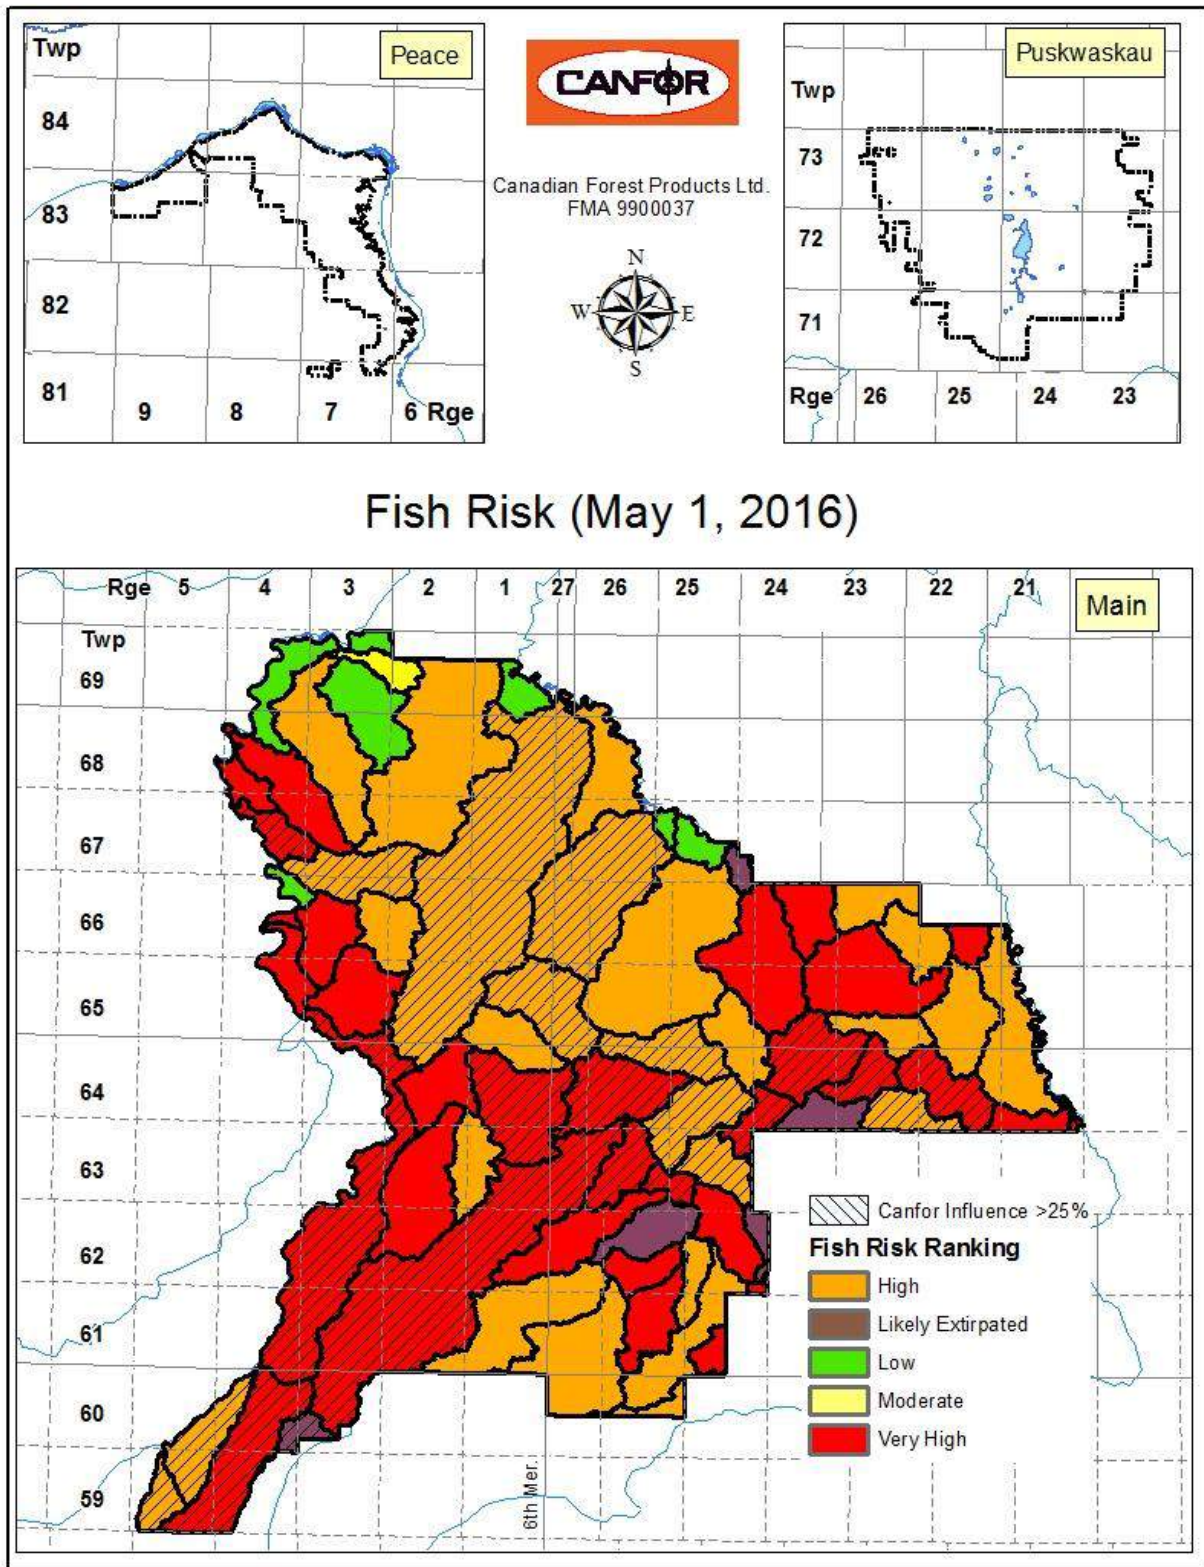 Twp
Peace
84
83
82
81
9 8 7 6 Rge
CANFOR
Canadian Forest Products Ltd.
FMA 9900037
N
W E
S
Puskwaskau
Twp
73
72
71
Rge 26 25 24 23
Fish Risk (May 1, 2016)
Rge 5 4 3 2 1 27 26 25 24 23 22 21
Main
Twp
69
68
67
66
65
64
63
62
61
60
59
6th Mer.
Canfor Influence >25%
Fish Risk Ranking
High
Likely Extirpated
Low
Moderate
Very High